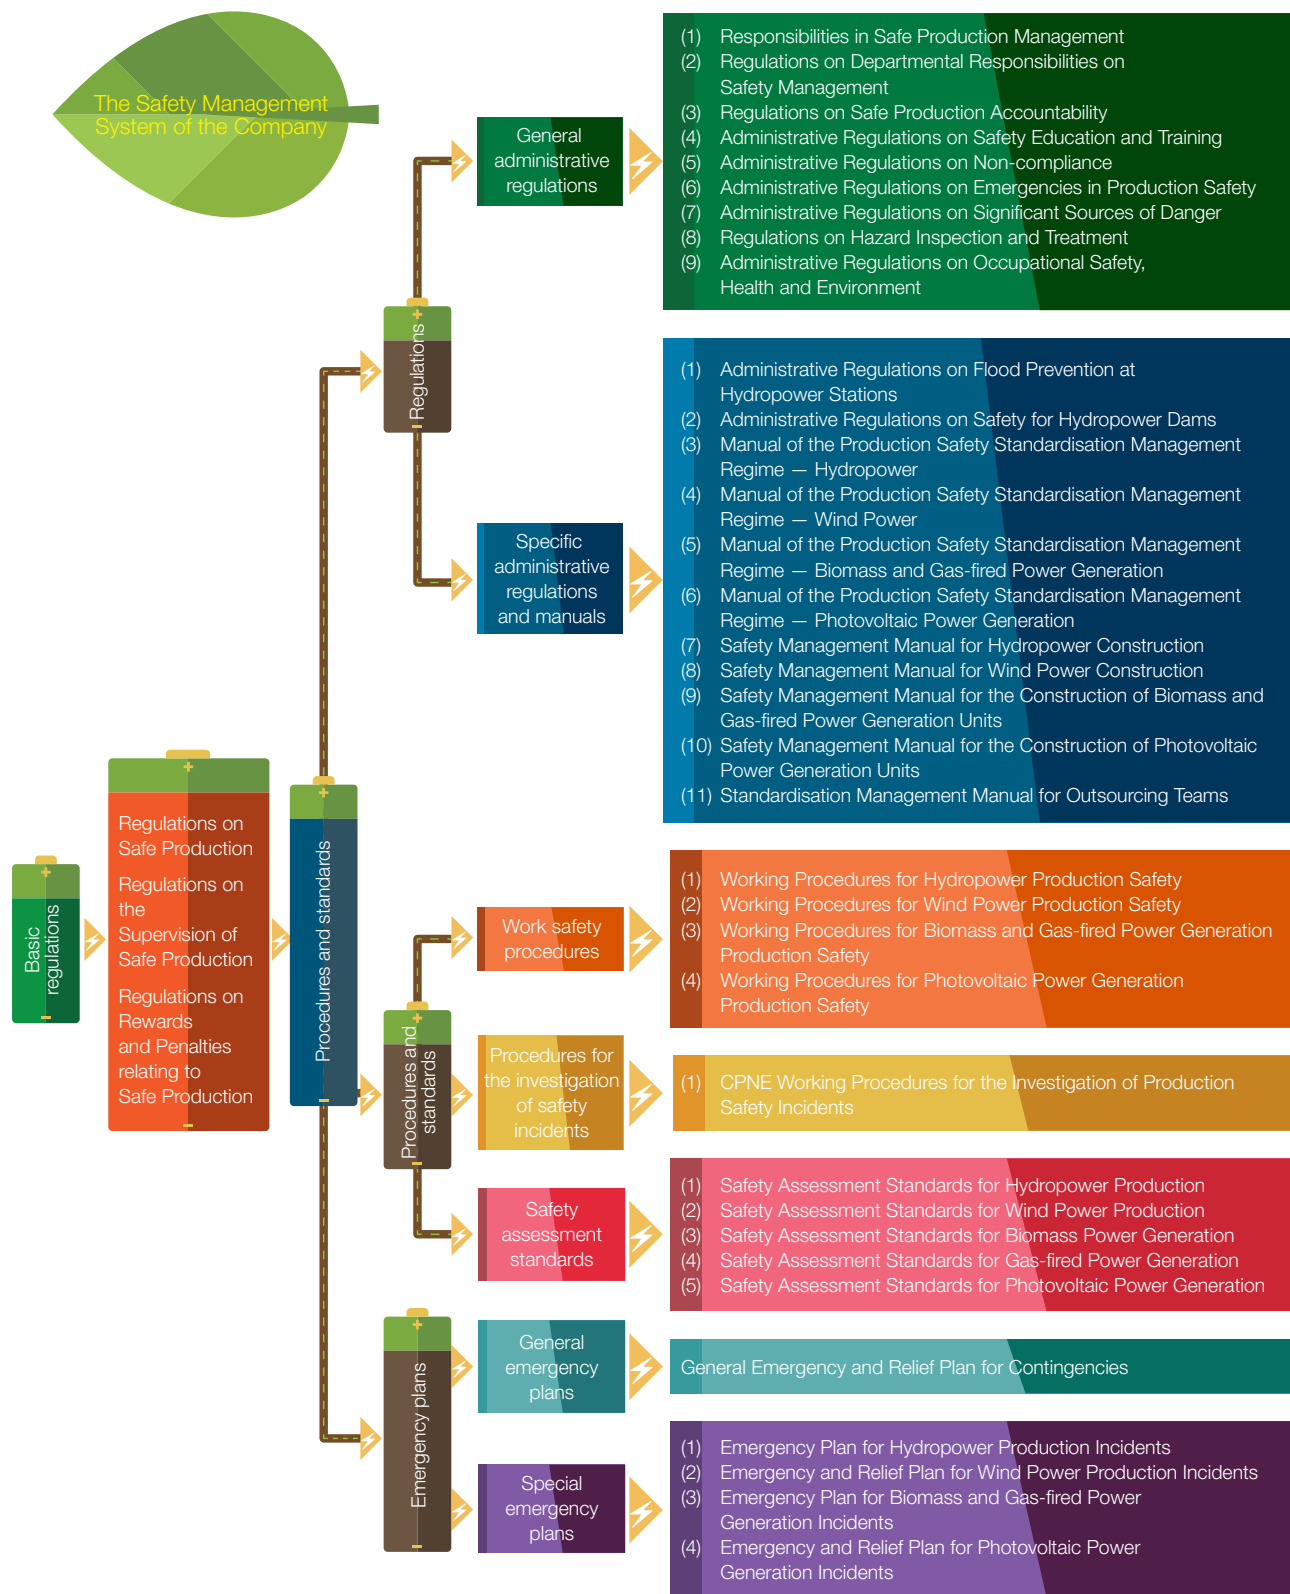 The Safety Management
System of the Company
Basic
regulations
Regulations on
Safe Production
Regulations on
the
Supervision of
Safe Production
Regulations on
Rewards
and Penalties
relating to
Safe Production
Procedures and standards
Regulations
General
administrative
regulations
(1) Responsibilities in Safe Production Management
(2) Regulations on Departmental Responsibilities on
Safety Management
(3) Regulations on Safe Production Accountability
(4) Administrative Regulations on Safety Education and Training
(5) Administrative Regulations on Non-compliance
(6) Administrative Regulations on Emergencies in Production Safety
(7) Administrative Regulations on Significant Sources of Danger
(8) Regulations on Hazard Inspection and Treatment
(9) Administrative Regulations on Occupational Safety,
Health and Environment
Specific
administrative
regulations
and manuals
(1) Administrative Regulations on Flood Prevention at
Hydropower Stations
(2) Administrative Regulations on Safety for Hydropower Dams
(3) Manual of the Production Safety Standardisation Management
Regime — Hydropower
(4) Manual of the Production Safety Standardisation Management
Regime — Wind Power
(5) Manual of the Production Safety Standardisation Management
Regime — Biomass and Gas-fired Power Generation
(6) Manual of the Production Safety Standardisation Management
Regime — Photovoltaic Power Generation
(7) Safety Management Manual for Hydropower Construction
(8) Safety Management Manual for Wind Power Construction
(9) Safety Management Manual for the Construction of Biomass and
Gas-fired Power Generation Units
(10) Safety Management Manual for the Construction of Photovoltaic
Power Generation Units
(11) Standardisation Management Manual for Outsourcing Teams
Procedures and
standards
Work safety
procedures
(1) Working Procedures for Hydropower Production Safety
(2) Working Procedures for Wind Power Production Safety
(3) Working Procedures for Biomass and Gas-fired Power Generation
Production Safety
(4) Working Procedures for Photovoltaic Power Generation
Production Safety
Procedures for
the investigation
of safety
incidents
(1) CPNE Working Procedures for the Investigation of Production
Safety Incidents
Safety
assessment
standards
(1) Safety Assessment Standards for Hydropower Production
(2) Safety Assessment Standards for Wind Power Production
(3) Safety Assessment Standards for Biomass Power Generation
(4) Safety Assessment Standards for Gas-fired Power Generation
(5) Safety Assessment Standards for Photovoltaic Power Generation
Emergency plans
General
emergency
plans
General Emergency and Relief Plan for Contingencies
Special
emergency
plans
(1) Emergency Plan for Hydropower Production Incidents
(2) Emergency and Relief Plan for Wind Power Production Incidents
(3) Emergency Plan for Biomass and Gas-fired Power
Generation Incidents
(4) Emergency and Relief Plan for Photovoltaic Power
Generation Incidents